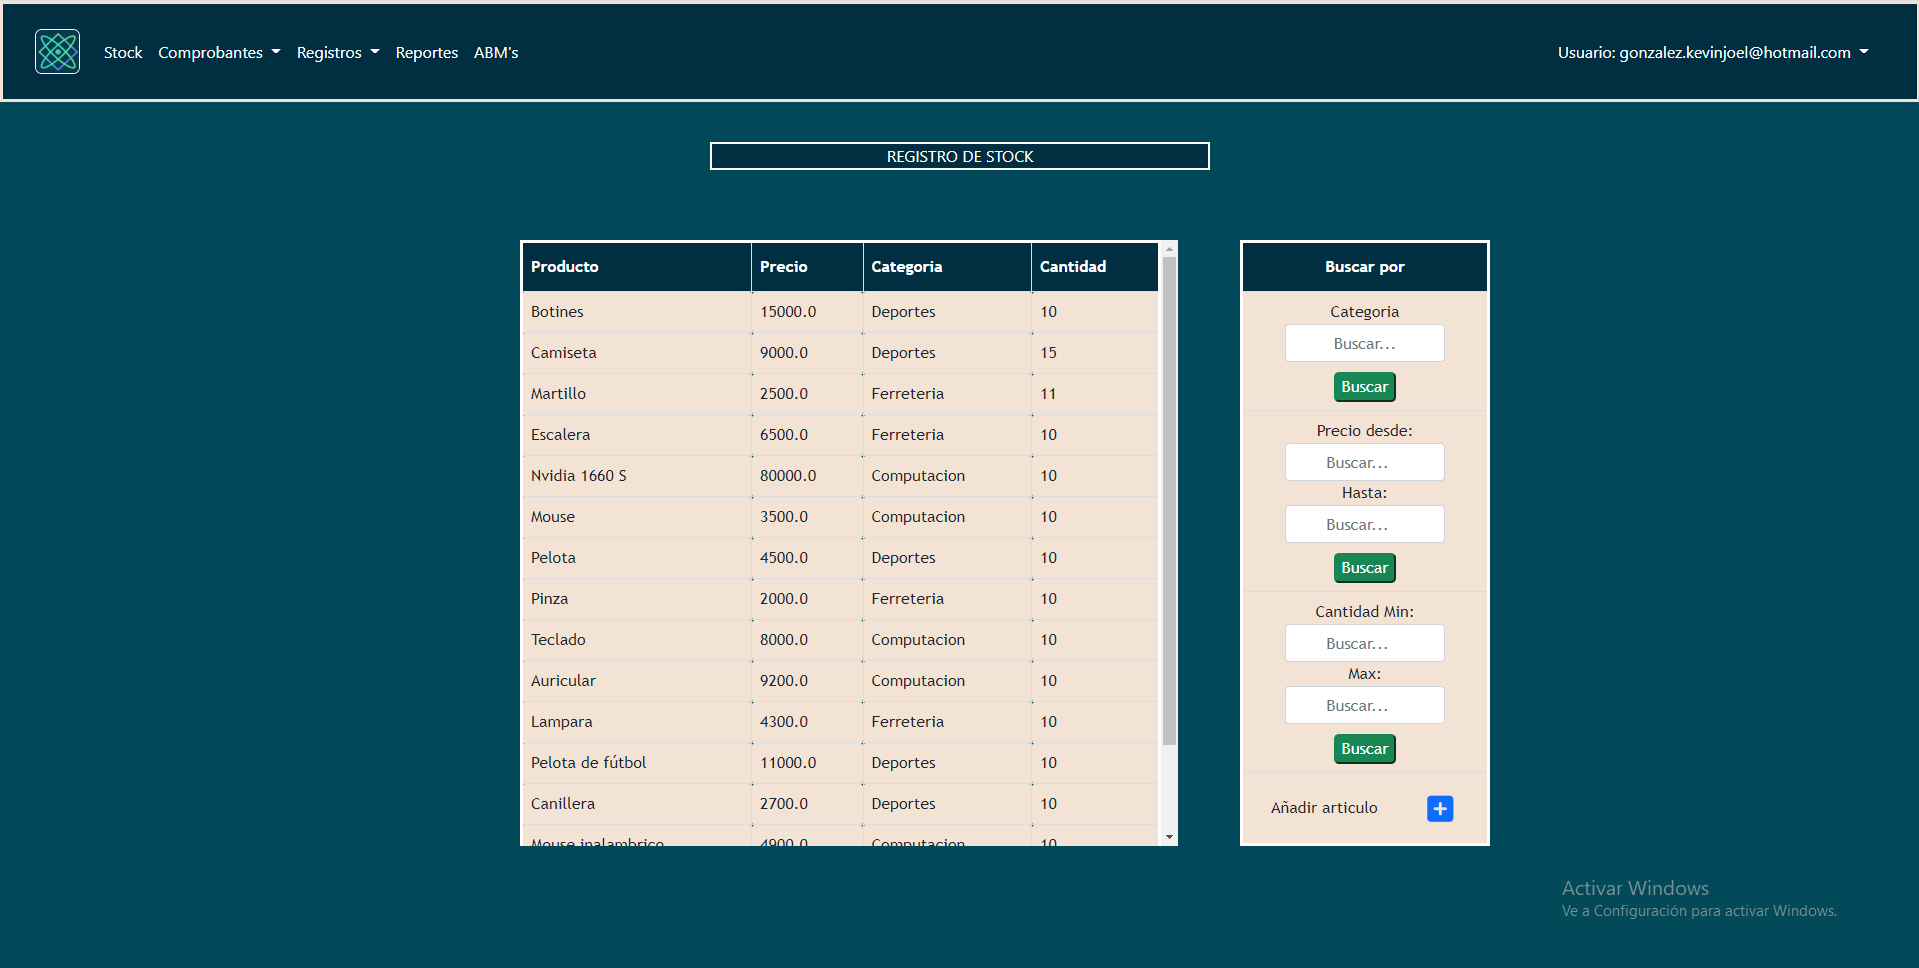 Stock Comprobantes Registros Reportes ABM's Usuario: gonzalez.kevinjoel@hotmail.com
REGISTRO DE STOCK
Producto Precio Categoria Cantidad
Botines 15000.0 Deportes 10
Camiseta 9000.0 Deportes 15
Martillo 2500.0 Ferreteria 11
Escalera 6500.0 Ferreteria 10
Nvidia 1660 S 80000.0 Computacion 10
Mouse 3500.0 Computacion 10
Pelota 4500.0 Deportes 10
Pinza 2000.0 Ferreteria 10
Teclado 8000.0 Computacion 10
Auricular 9200.0 Computacion 10
Lampara 4300.0 Ferreteria 10
Pelota de fútbol 11000.0 Deportes 10
Canillera 2700.0 Deportes 10
Mouse inalambrico 4900.0 Computacion 10
Buscar por
Categoria
Buscar...
Buscar
Precio desde:
Buscar...
Hasta:
Buscar...
Buscar
Cantidad Min:
Buscar...
Max:
Buscar...
Buscar
Añadir articulo
Activar Windows
Ve a Configuración para activar Windows.